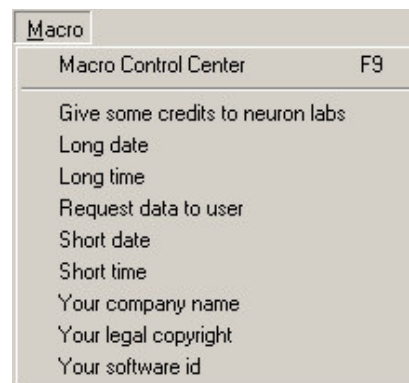 Macro
Macro Control Center F9
Give some credits to neuron labs
Long date
Long time
Request data to user
Short date
Short time
Your company name
Your legal copyright
Your software id